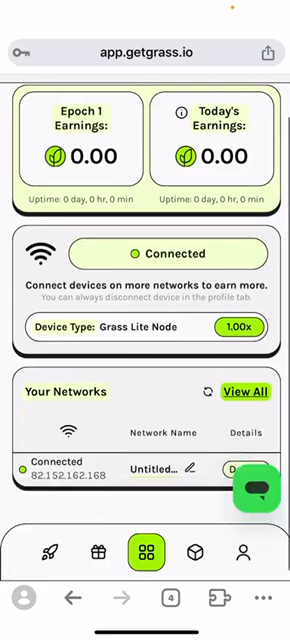 app.getgrass.io
Epoch 1
Earnings:
0.00
Today's
Earnings:
0.00
Uptime: 0 day, 0 hr, 0 min
Uptime: 0 day, 0 hr, 0 min
Connected
Connect devices on more networks to earn more.
You can always disconnect device in the profile tab.
Device Type: Grass Lite Node
1.00x
Your Networks
View All
Network Name
Details
Connected
82.152.162.168
Untitled...
4